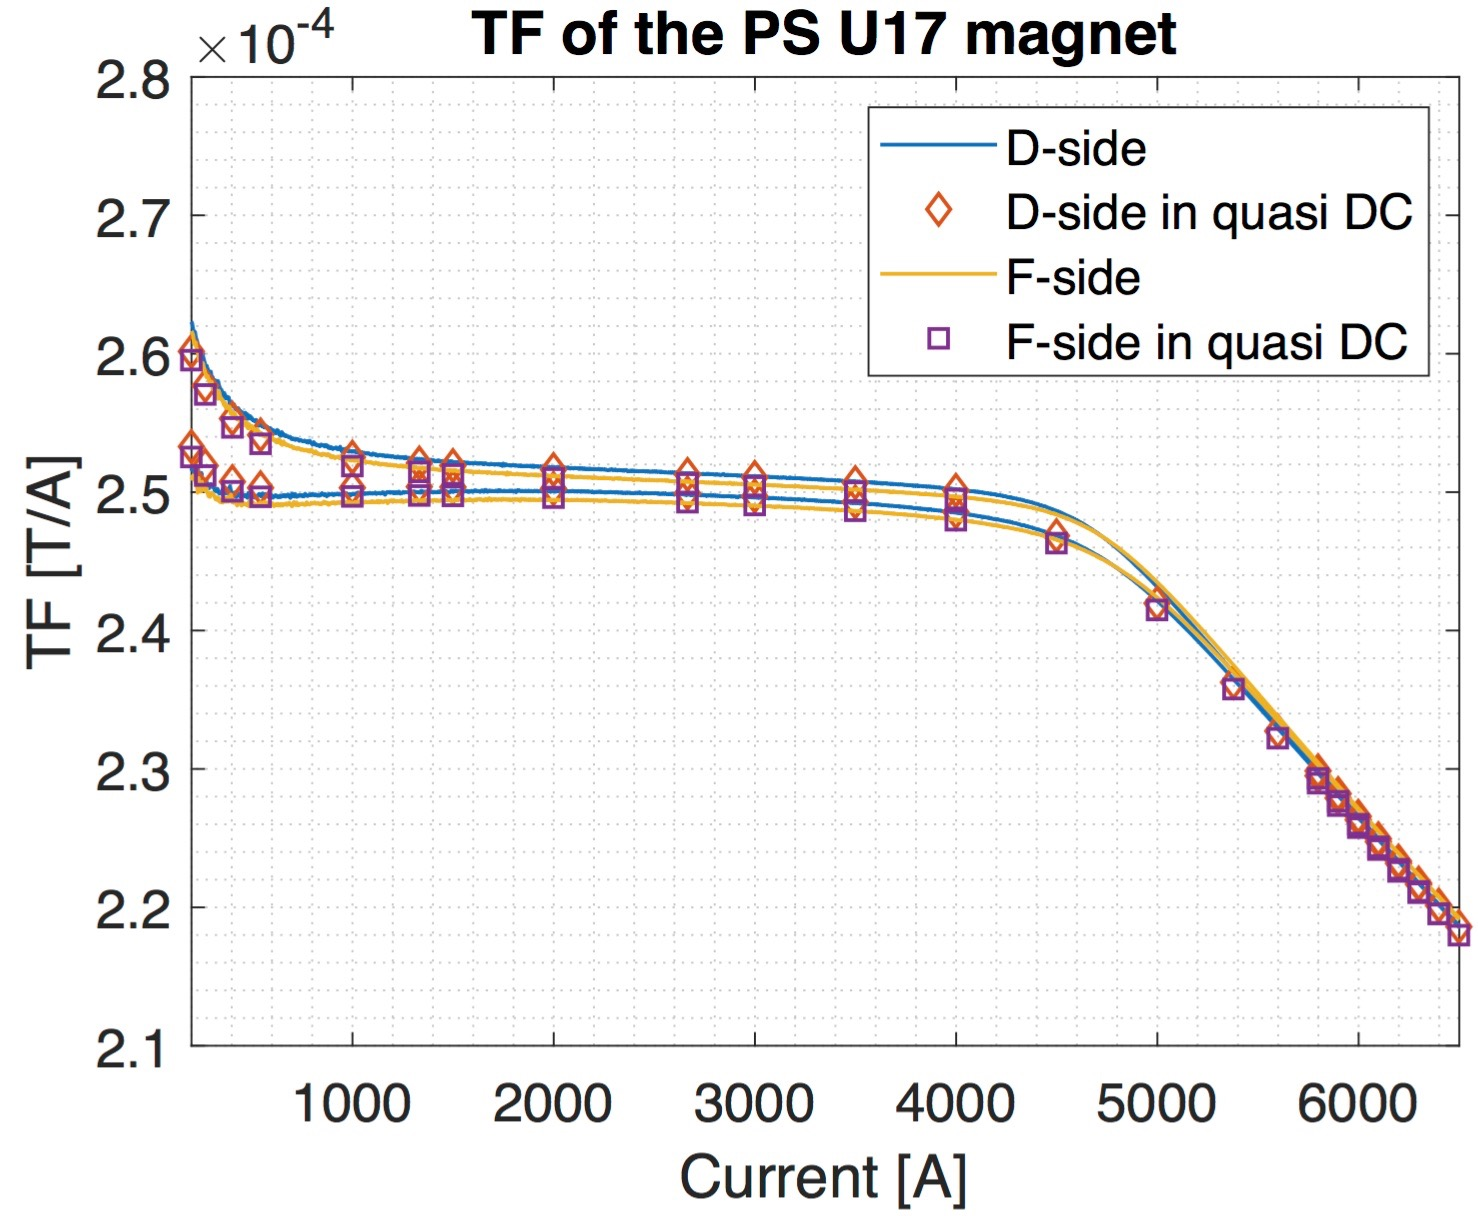 TF of the PS U17 magnet
× 10-4
2.8
2.7
2.6
2.5
2.4
2.3
2.2
2.1
TF [T/A]
D-side
D-side in quasi DC
F-side
F-side in quasi DC
1000 2000 3000 4000 5000 6000
Current [A]